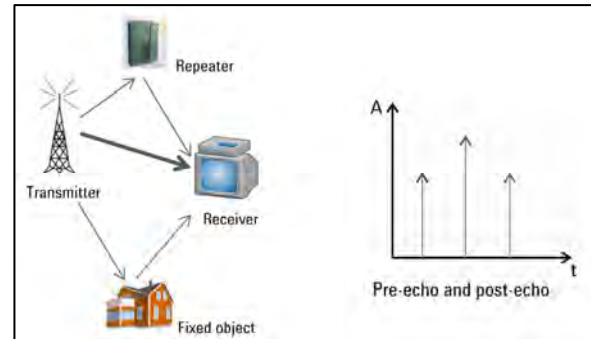 Repeater
Transmitter
Receiver
Fixed object
A
t
Pre-echo and post-echo